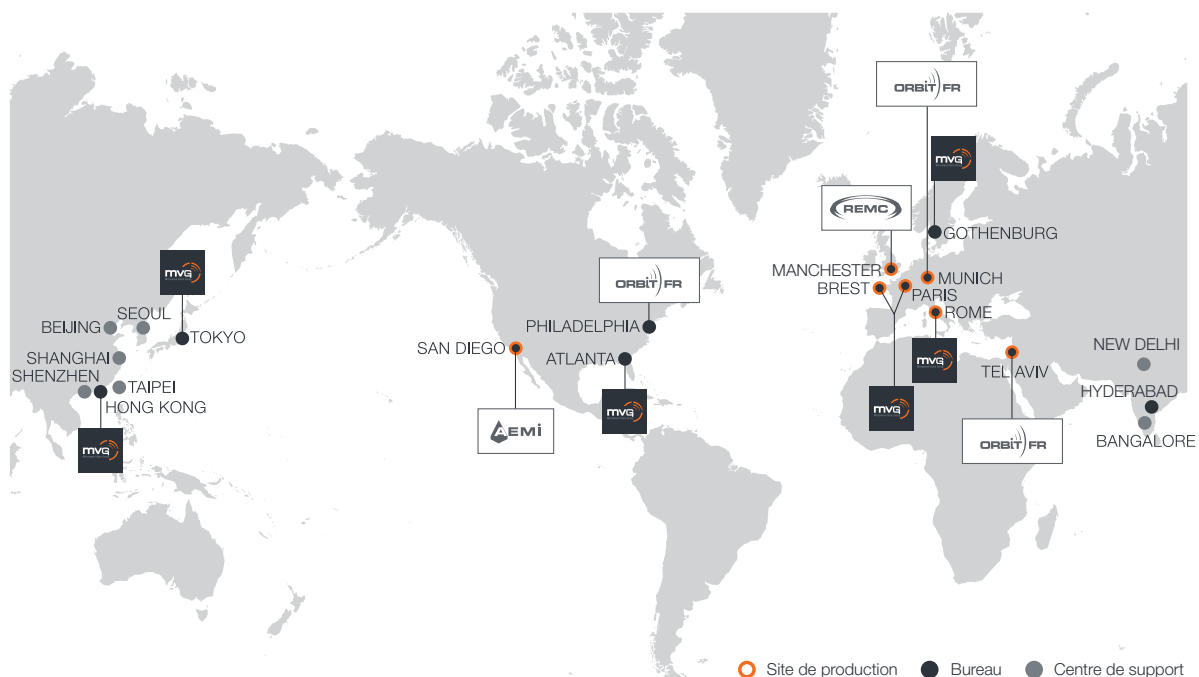 ORBIT/FR
mvg
REMC
GOTHENBURG
mvg
ORBIT/FR
MANCHESTER
MUNICH
BREST
PARIS
ROME
SEOUL
BEIJING
TOKYO
PHILADELPHIA
SAN DIEGO
ATLANTA
SHANGHAI
SHENZHEN
TAIPEI
HONG KONG
TEL AVIV
NEW DELHI
HYDERABAD
BANGALORE
mvg
mvg
mvg
AEMI
ORBIT/FR
mvg
Site de production
Bureau
Centre de support